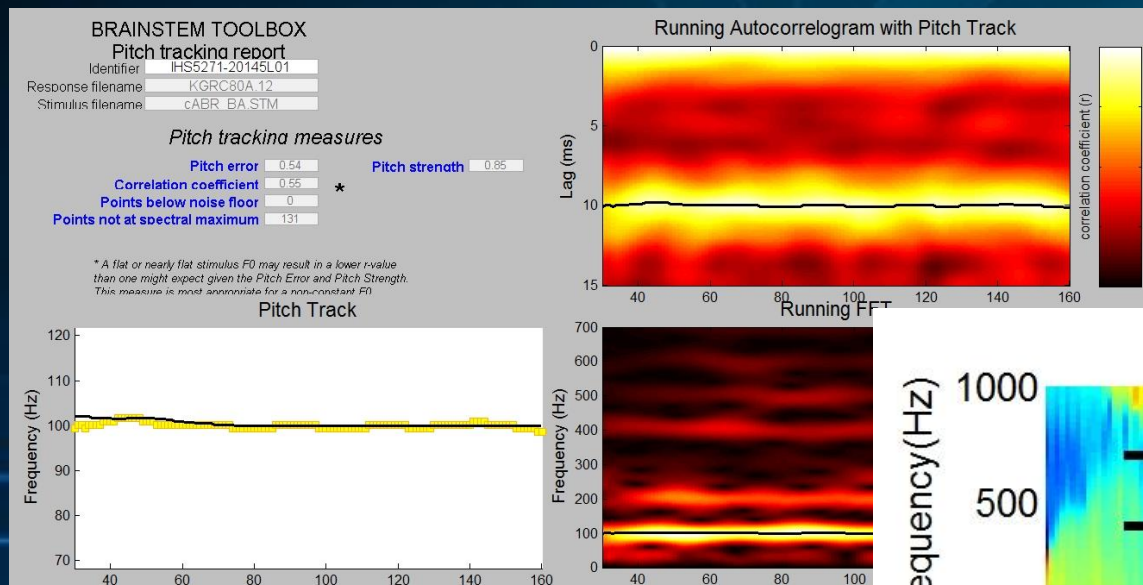 BRAINSTEM TOOLBOX
Pitch tracking report
Identifier IHS5271-20145L01
Response filename KGRC80A.12
Stimulus filename cABR_BA.STM
Pitch tracking measures
Pitch error 0.54 Pitch strength 0.85
Correlation coefficient 0.55 *
Points below noise floor 0
Points not at spectral maximum 131
* A flat or nearly flat stimulus F0 may result in a lower r-value
than one might expect given the Pitch Error and Pitch Strength.
This measure is most appropriate for a non-constant F0
Running Autocorrelogram with Pitch Track
0
5
10
15
Lag (ms)
40 60 80 100 120 140 160
correlation coefficient (r)
Pitch Track
120
110
100
90
80
70
Frequency (Hz)
40 60 80 100 120 140 160
Running FFT
700
600
500
400
300
200
100
0
Frequency (Hz)
40 60 80 100
1000
500
equency(Hz)